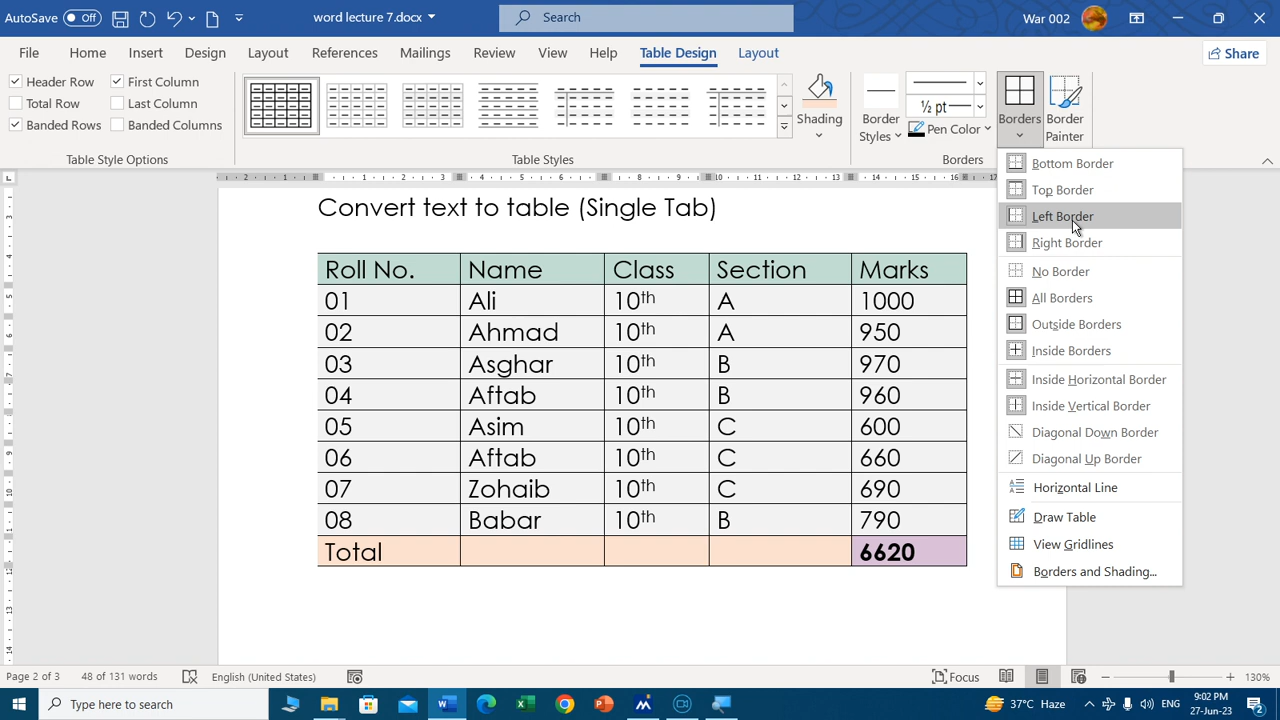 AutoSave Off
word lecture 7.docx
Search
War 002
File Home Insert Design Layout References Mailings Review View Help Table Design Layout
Share
Header Row First Column
Total Row Last Column
Banded Rows Banded Columns
Table Style Options
Table Styles
Shading
Border Styles
½ pt
Pen Color
Borders
Border Painter
Borders
Bottom Border
Top Border
Left Border
Right Border
No Border
All Borders
Outside Borders
Inside Borders
Inside Horizontal Border
Inside Vertical Border
Diagonal Down Border
Diagonal Up Border
Horizontal Line
Draw Table
View Gridlines
Borders and Shading...
Convert text to table (Single Tab)
Roll No. Name Class Section Marks
01 Ali 10th A 1000
02 Ahmad 10th A 950
03 Asghar 10th B 970
04 Aftab 10th B 960
05 Asim 10th C 600
06 Aftab 10th C 660
07 Zohaib 10th C 690
08 Babar 10th B 790
Total 6620
Page 2 of 3 48 of 131 words English (United States) Focus 130%
Type here to search
37°C Haze
ENG
9:02 PM
27-Jun-23
2